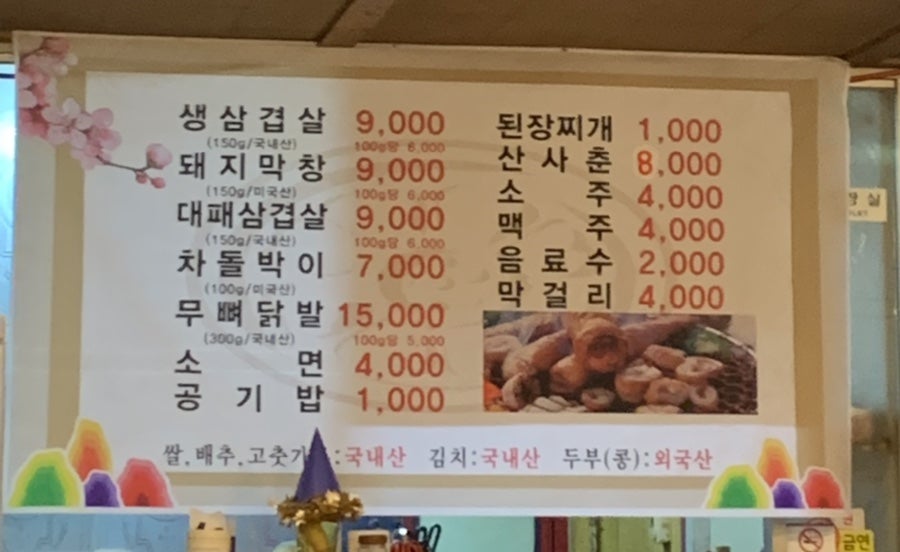 생삼겹살 9,000
(150g/국내산) 100g당 6,000
돼지막창 9,000
(150g/미국산) 100g당 6,000
대패삼겹살 9,000
(150g/국내산) 100g당 6,000
차돌박이 7,000
(100g/미국산)
무뼈닭발 15,000
(300g/국내산) 100g당 5,000
소면 4,000
공기밥 1,000
된장찌개 1,000
산사춘 8,000
소주 4,000
맥주 4,000
음료수 2,000
막걸리 4,000
쌀.배추.고춧가 :국내산 김치:국내산 두부(콩):외국산
금연